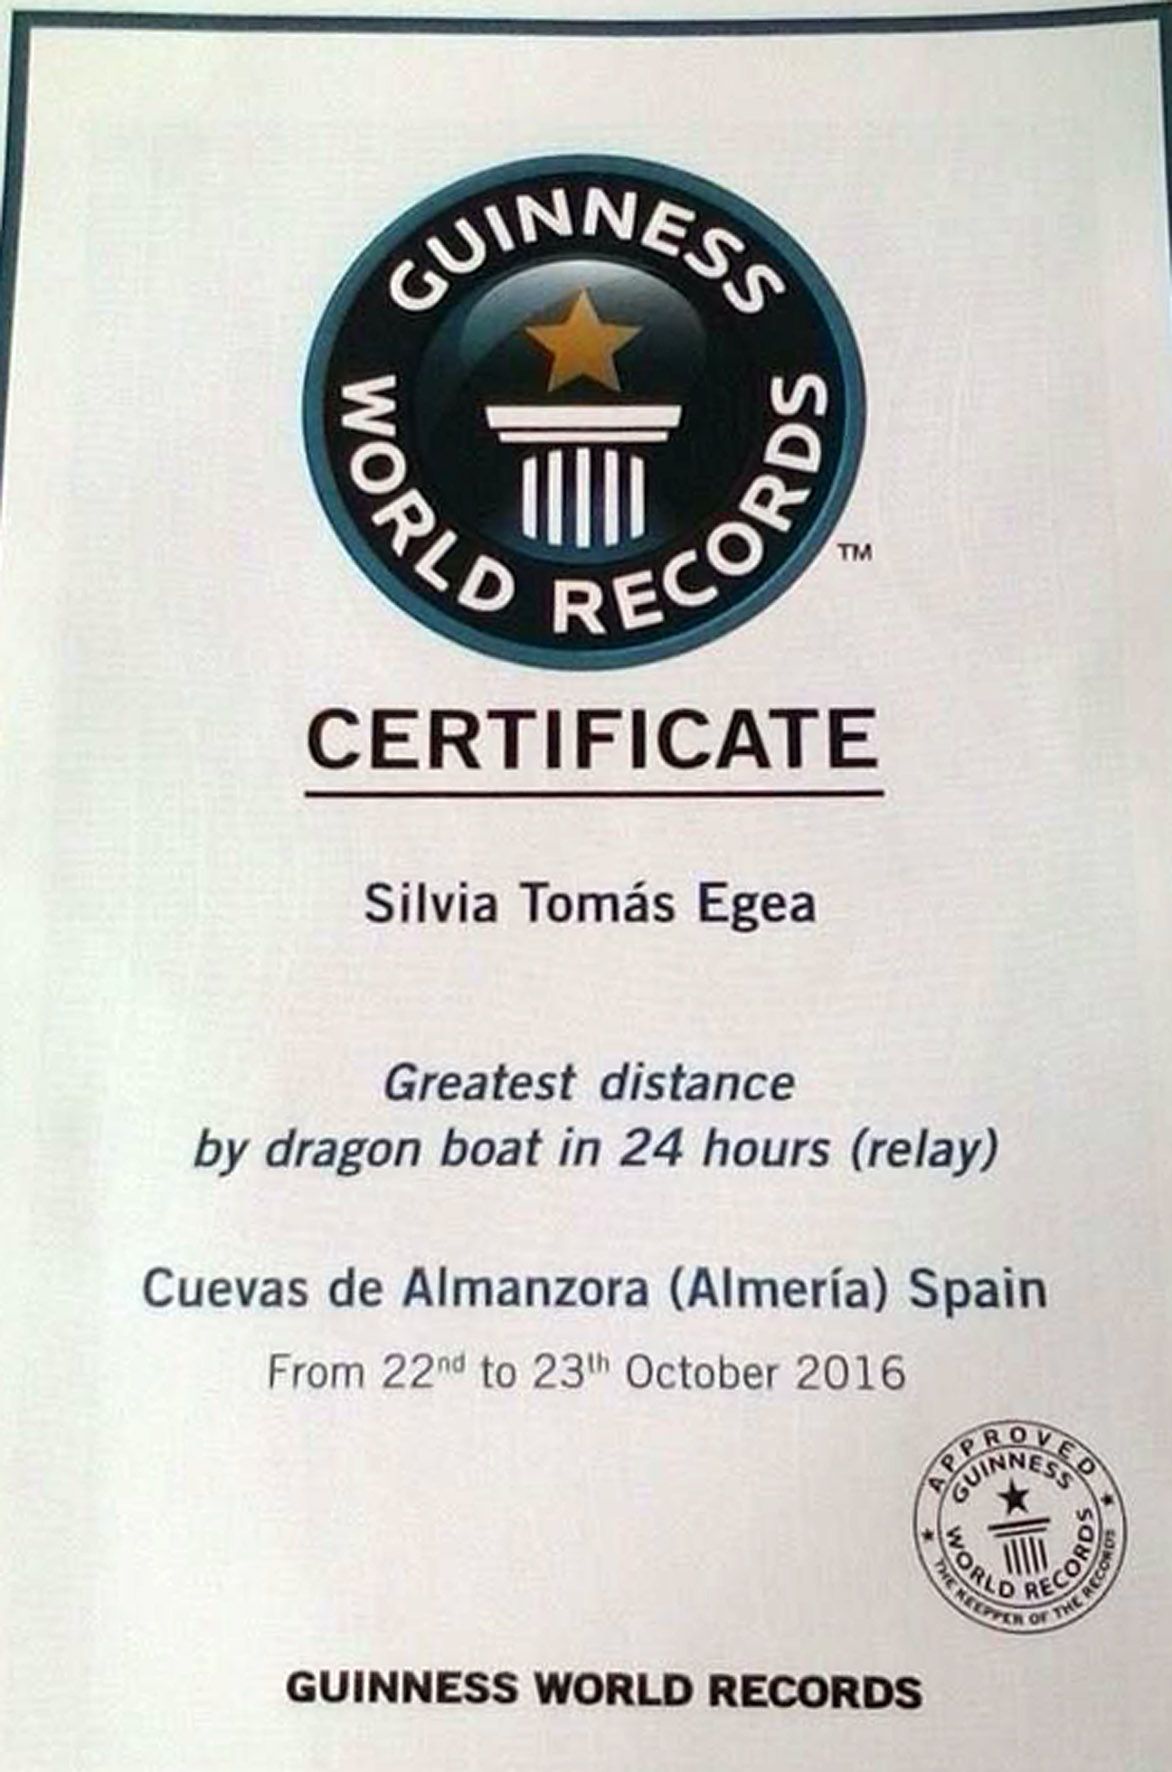 GUINNESS
WORLD RECORDS
TM
CERTIFICATE
Silvia Tomás Egea
Greatest distance
by dragon boat in 24 hours (relay)
Cuevas de Almanzora (Almería) Spain
From 22nd to 23th October 2016
APPROVED
GUINNESS
WORLD RECORDS
THE KEEPPER OF THE RECORDS
GUINNESS WORLD RECORDS